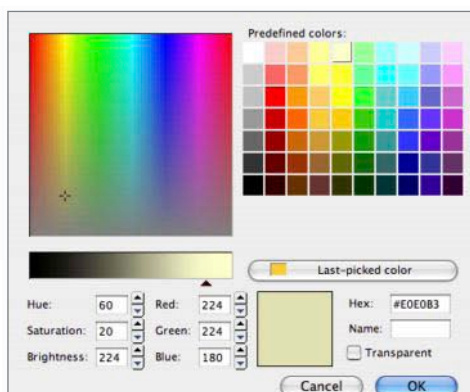 Predefined colors:
Last-picked color
Hue: 60 Red: 224 Hex: #E0E0B3
Saturation: 20 Green: 224 Name:
Brightness: 224 Blue: 180 Transparent
Cancel OK